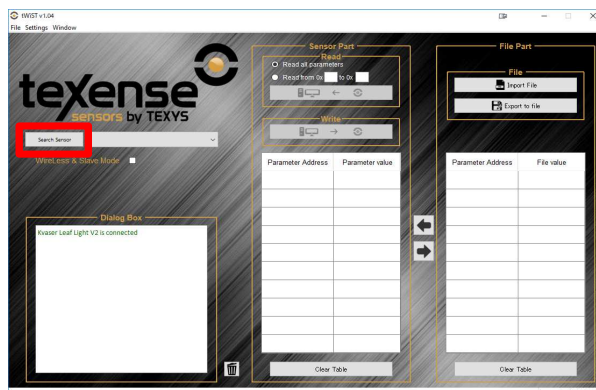 tWiST v1.04
File Settings Window
texense
sensors by TEXYS
Search Sensor
WireLess & Slave Mode
Dialog Box
Kvaser Leaf Light V2 is connected
Sensor Part
Read
Read all parameters
Read from 0x to 0x
Write
Parameter Address Parameter value
Clear Table
File Part
File
Import File
Export to file
Parameter Address File value
Clear Table